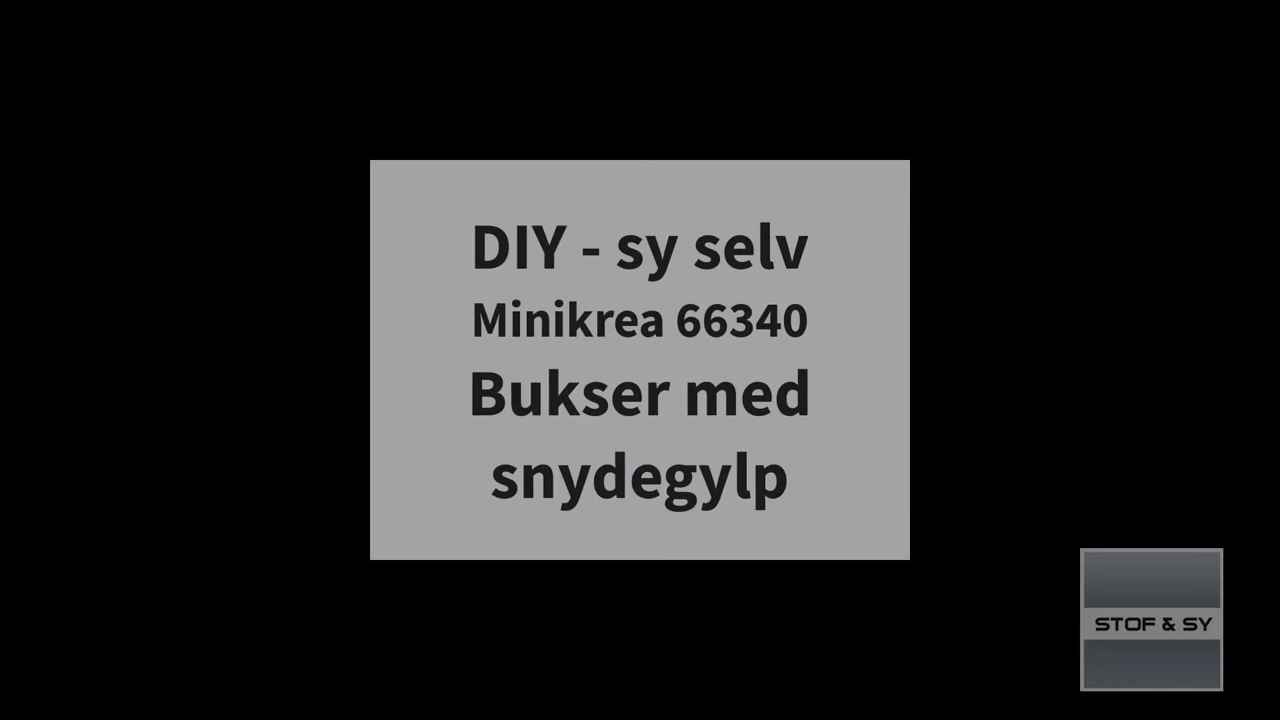 DIY - sy selv
Minikrea 66340
Bukser med
snydegylp
STOF & SY